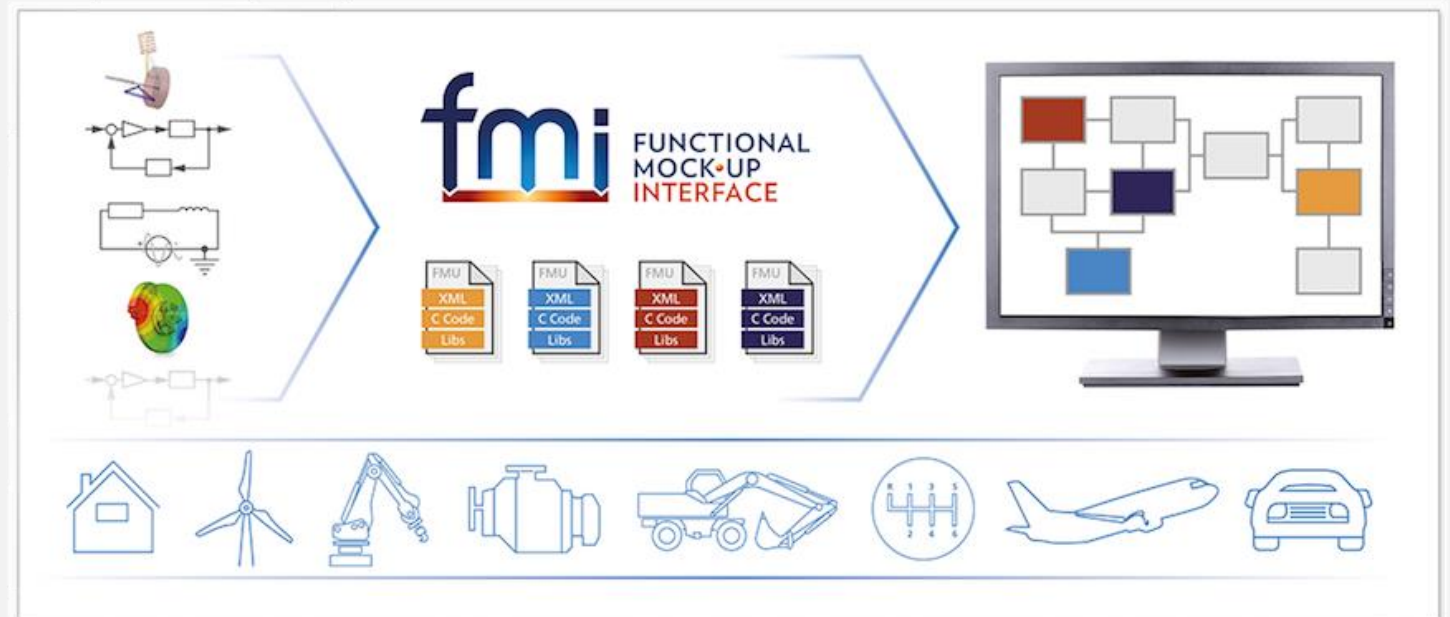 fmi
FUNCTIONAL
MOCK-UP
INTERFACE
FMU
XML
C Code
Libs
FMU
XML
C Code
Libs
FMU
XML
C Code
Libs
FMU
XML
C Code
Libs
R 1 3 5
2 4 6